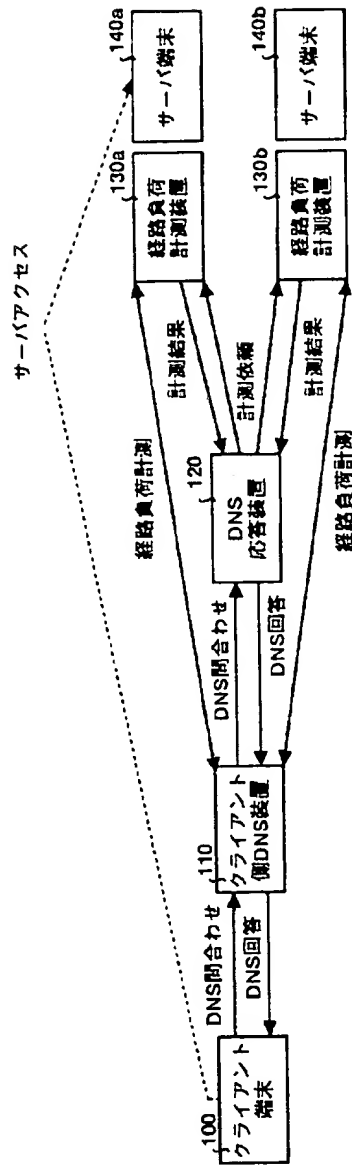 サーバアクセス
140a
サーバ端末
140b
サーバ端末
130a
経路負荷
計測装置
130b
経路負荷
計測装置
経路負荷計測
計測結果
計測依頼
計測結果
経路負荷計測
120
DNS
応答装置
DNS問合わせ
DNS回答
110
クライアント
側DNS装置
DNS問合わせ
DNS回答
100
クライアント
端末